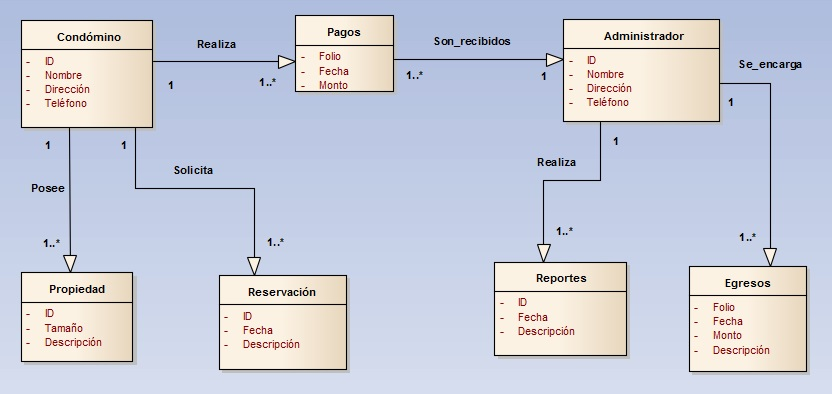 Condómino
- ID
- Nombre
- Dirección
- Teléfono
Realiza
1
1..*
Pagos
- Folio
- Fecha
- Monto
Son_recibidos
1..*
1
Administrador
- ID
- Nombre
- Dirección
- Teléfono
Se_encarga
1
1..*
1
Posee
1..*
1
Solicita
1..*
1
Realiza
1..*
Propiedad
- ID
- Tamaño
- Descripción
Reservación
- ID
- Fecha
- Descripción
Reportes
- ID
- Fecha
- Descripción
Egresos
- Folio
- Fecha
- Monto
- Descripción